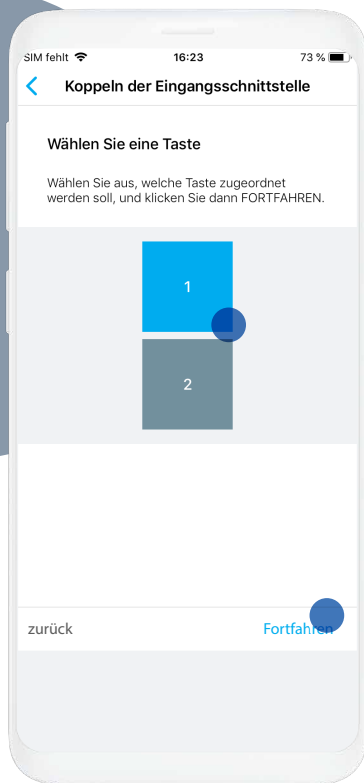 SIM fehlt 16:23 73 %
Koppeln der Eingangsschnittstelle
Wählen Sie eine Taste
Wählen Sie aus, welche Taste zugeordnet
werden soll, und klicken Sie dann FORTFAHREN.
1
2
zurück Fortfahren